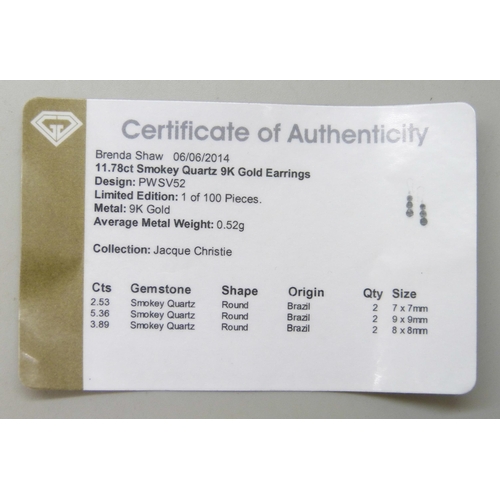 Certificate of Authenticity
Brenda Shaw 06/06/2014
11.78ct Smokey Quartz 9K Gold Earrings
Design: PWSV52
Limited Edition: 1 of 100 Pieces.
Metal: 9K Gold
Average Metal Weight: 0.52g
Collection: Jacque Christie
Cts Gemstone Shape Origin Qty Size
2.53 Smokey Quartz Round Brazil 2 7 x 7mm
5.36 Smokey Quartz Round Brazil 2 9 x 9mm
3.89 Smokey Quartz Round Brazil 2 8 x 8mm